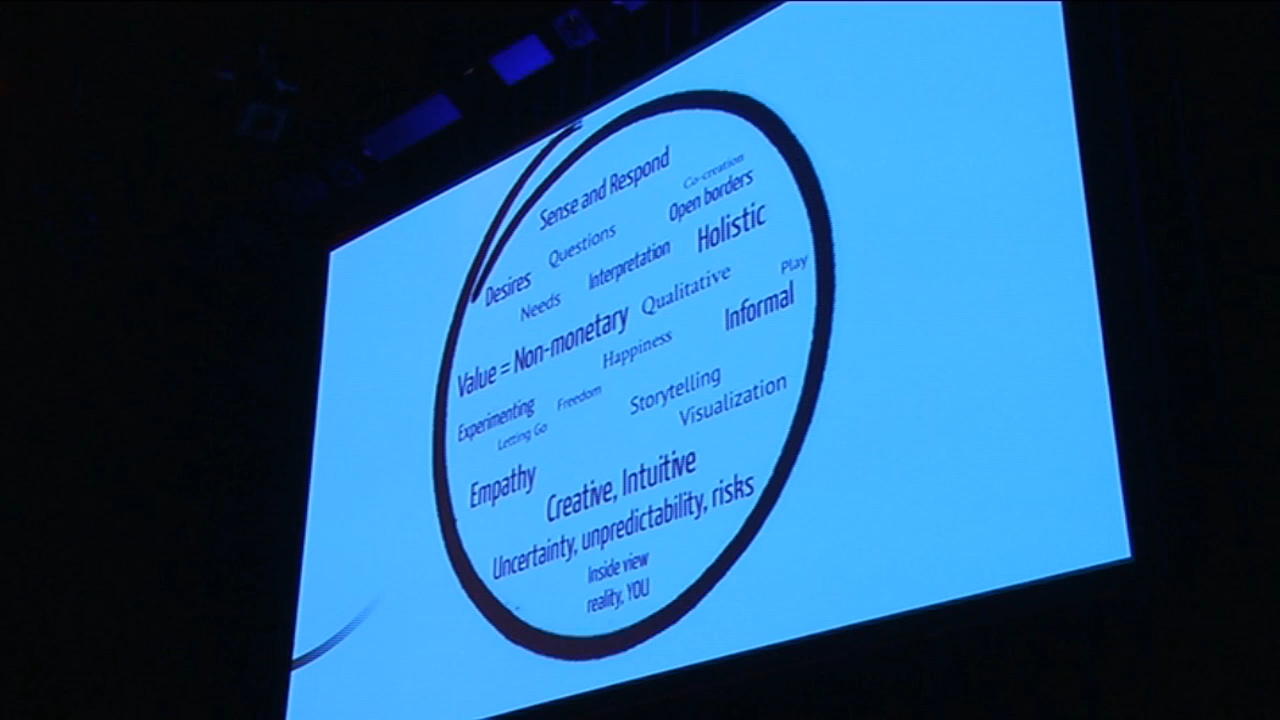 Sense and Respond
Co-creation
Open borders
Questions
Holistic
Desires
Interpretation
Needs
Qualitative
Play
Value = Non-monetary
Informal
Happiness
Experimenting
Freedom
Storytelling
Letting Go
Visualization
Empathy
Creative, Intuitive
Uncertainty, unpredictability, risks
Inside view
reality, YOU